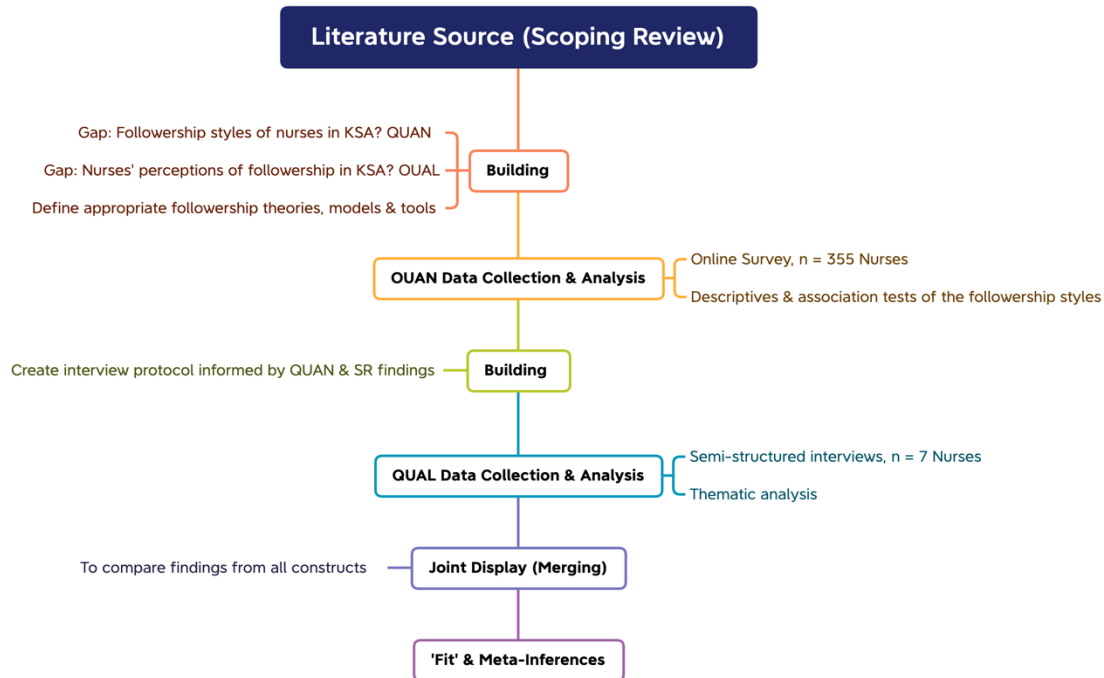 Literature Source (Scoping Review)
Gap: Followership styles of nurses in KSA? QUAN
Gap: Nurses' perceptions of followership in KSA? OUAL
Define appropriate followership theories, models & tools
Building
OUAN Data Collection & Analysis
Online Survey, n = 355 Nurses
Descriptives & association tests of the followership styles
Create interview protocol informed by QUAN & SR findings
Building
QUAL Data Collection & Analysis
Semi-structured interviews, n = 7 Nurses
Thematic analysis
To compare findings from all constructs
Joint Display (Merging)
'Fit' & Meta-Inferences